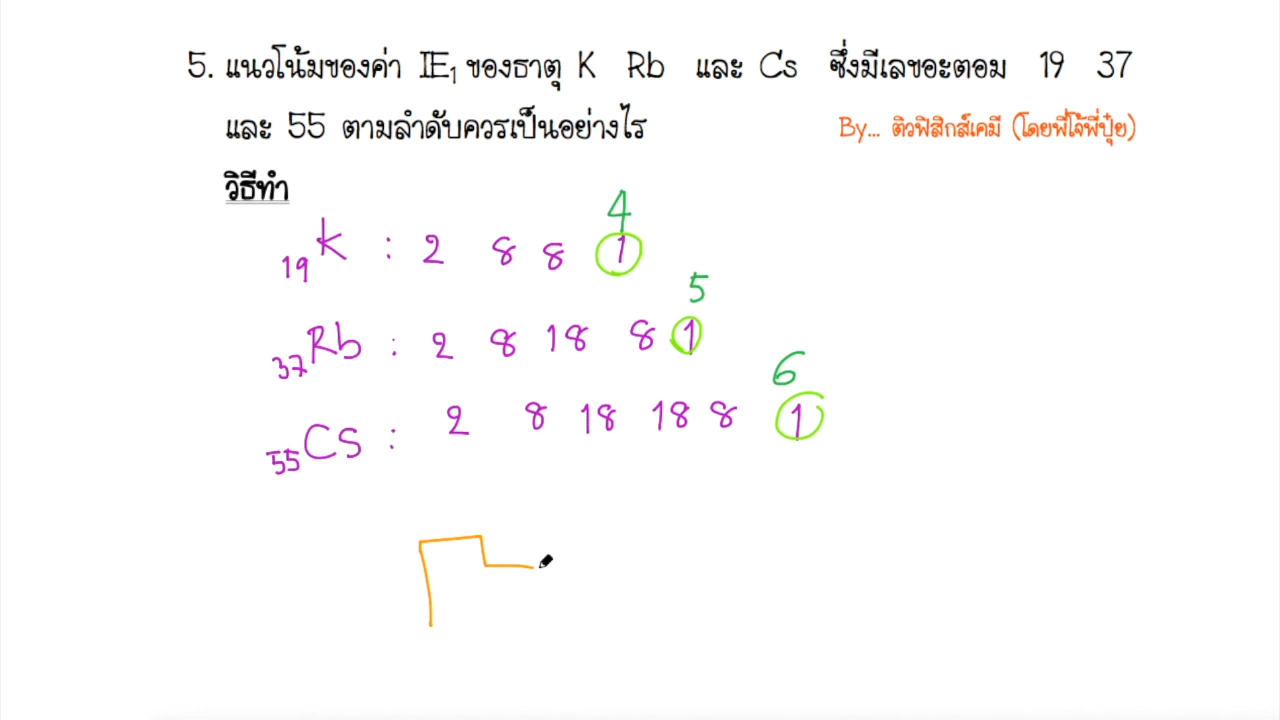 5. แนวโน้มของค่า IE₁ ของธาตุ K Rb และ Cs ซึ่งมีเลขอะตอม 19 37
และ 55 ตามลำดับควรเป็นอย่างไร
By... ติวฟิสิกส์เคมี (โดยพี่โจ้พี่ปุ๋ย)
วิธีทำ
4
₁₉K : 2 8 8 1
5
₃₇Rb : 2 8 18 8 1
6
₅₅Cs : 2 8 18 18 8 1